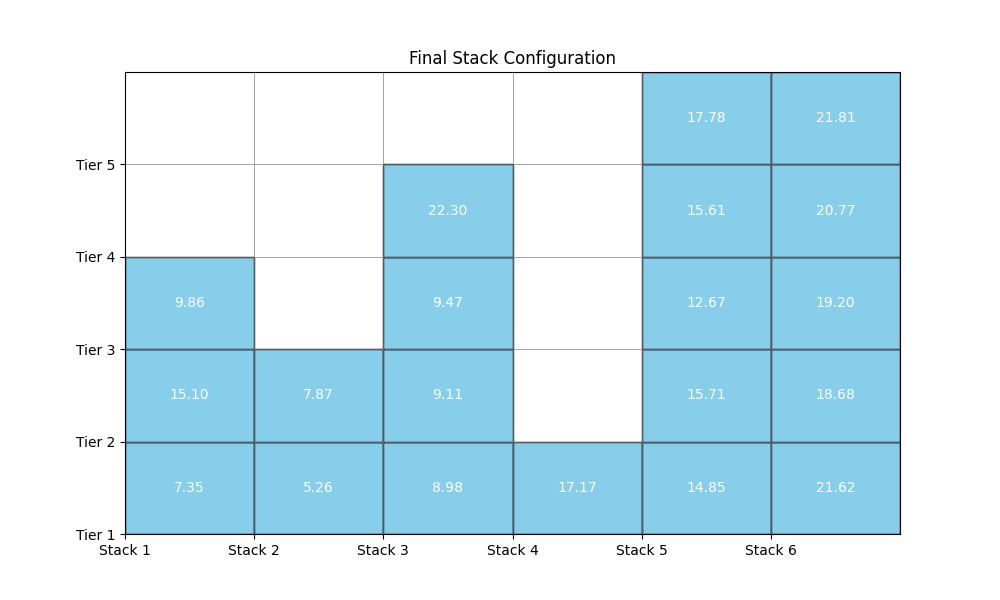 Final Stack Configuration
17.78 21.81
Tier 5
22.30 15.61 20.77
Tier 4
9.86 9.47 12.67 19.20
Tier 3
15.10 7.87 9.11 15.71 18.68
Tier 2
7.35 5.26 8.98 17.17 14.85 21.62
Tier 1
Stack 1 Stack 2 Stack 3 Stack 4 Stack 5 Stack 6